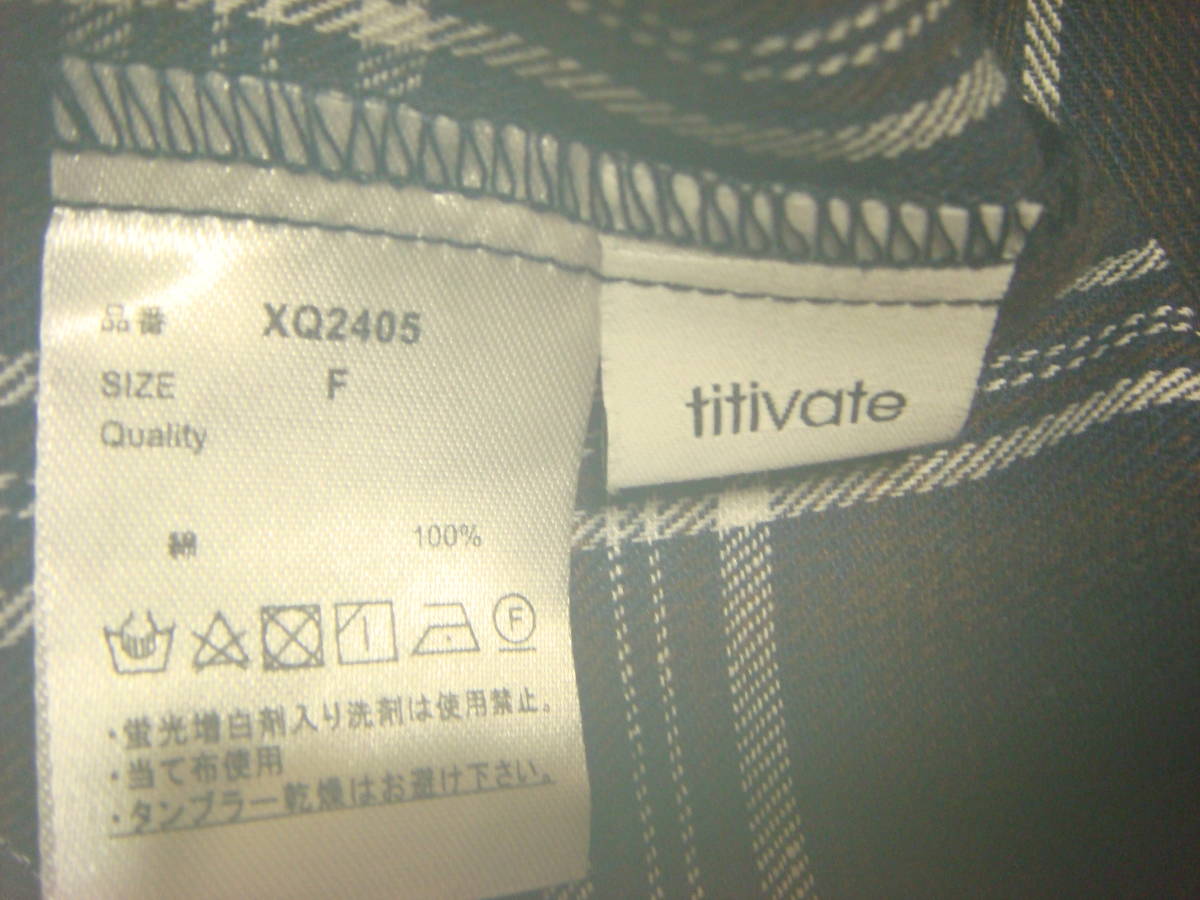 品番 XQ2405
SIZE F
Quality
綿 100%
F
・蛍光増白剤入り洗剤は使用禁止。
・当て布使用
・タンブラー乾燥はお避け下さい。
titivate